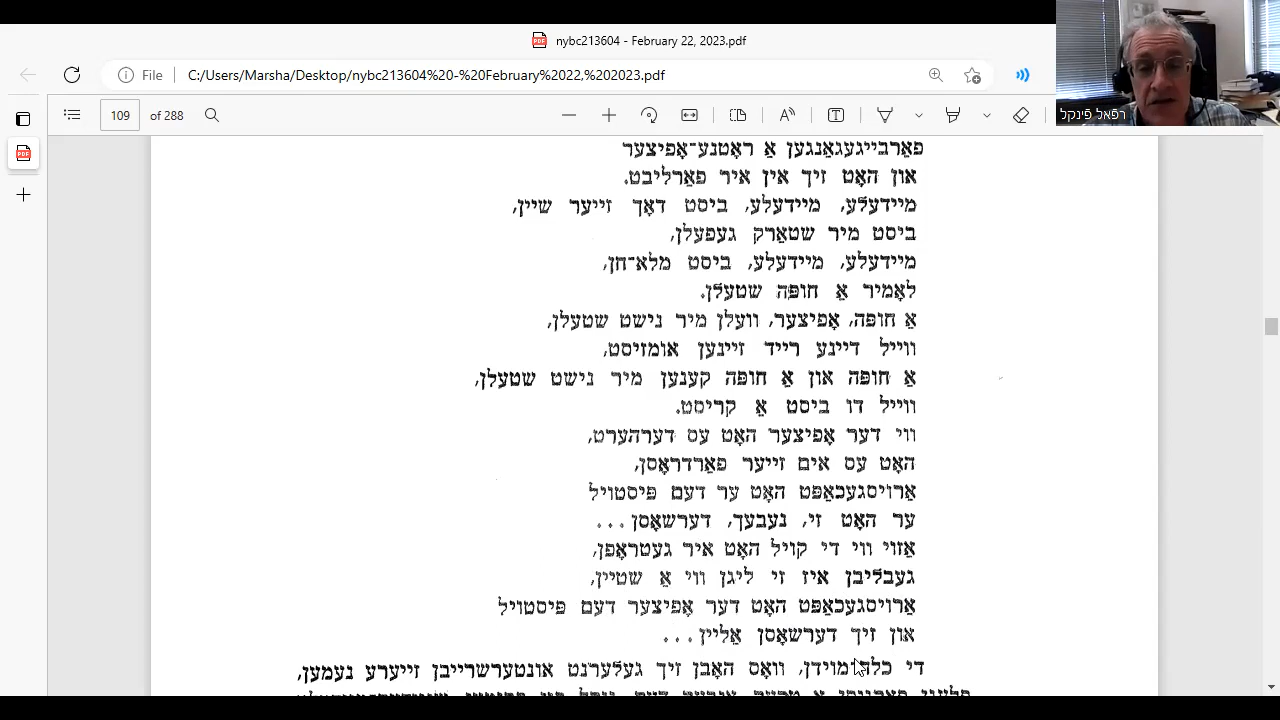 February 22, 2023.pdf
File
C:/Users/Marsha/Desktop/nybc213604%20-%20February%2022%202023.pdf
רפאל פינקל
109 of 288
פֿאַרבײַגעגאַנגען אַ ראָטנע־אָפיצער
און האָט זיך אין איר פאַרליבט.
מיידעלע, מיידעלע, ביסט דאָך זייער שיין,
ביסט מיר שטאַרק געפעלן,
מיידעלע, מיידעלע, ביסט מלא־חן,
לאָמיר אַ חופּה שטעלן.
אַ חופּה, אָפיצער, וועלן מיר נישט שטעלן,
ווייל דיינע רייד זיינען אומזיסט,
אַ חופּה און אַ חופּה קענען מיר נישט שטעלן,
ווייל דו ביסט אַ קריסט.
ווי דער אָפיצער האָט עס דערהערט,
האָט עס אים זייער פאַרדראָסן,
אַרויסגעכאַפּט האָט ער דעם פּיסטויל
ער האָט זי, נעבעך, דערשאָסן...
אַזוי ווי די קויל האָט איר געטראָפן,
געבליבן איז זי ליגן ווי אַ שטיין,
אַרויסגעכאַפּט האָט דער אָפיצער דעם פּיסטויל
און זיך דערשאָסן אַליין...
די כלה־מוידן, וואָס האָבן זיך געלערנט אונטערשרייבן זייערע נעמען,